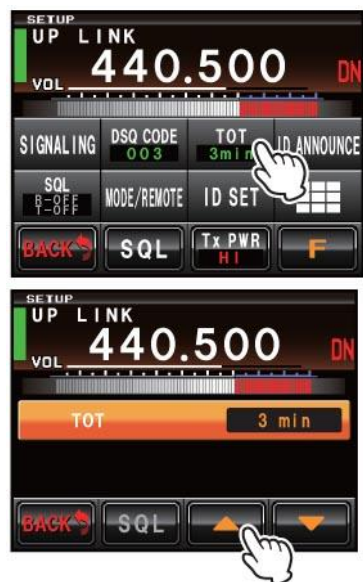 SETUP
UP LINK
VOL 440.500 DN
SIGNALING DSQ CODE 003 TOT 3min ID ANNOUNCE
SQL R-OFF T-OFF MODE/REMOTE ID SET
BACK SQL Tx PWR HI F
SETUP
UP LINK
VOL 440.500 DN
TOT 3 min
BACK SQL